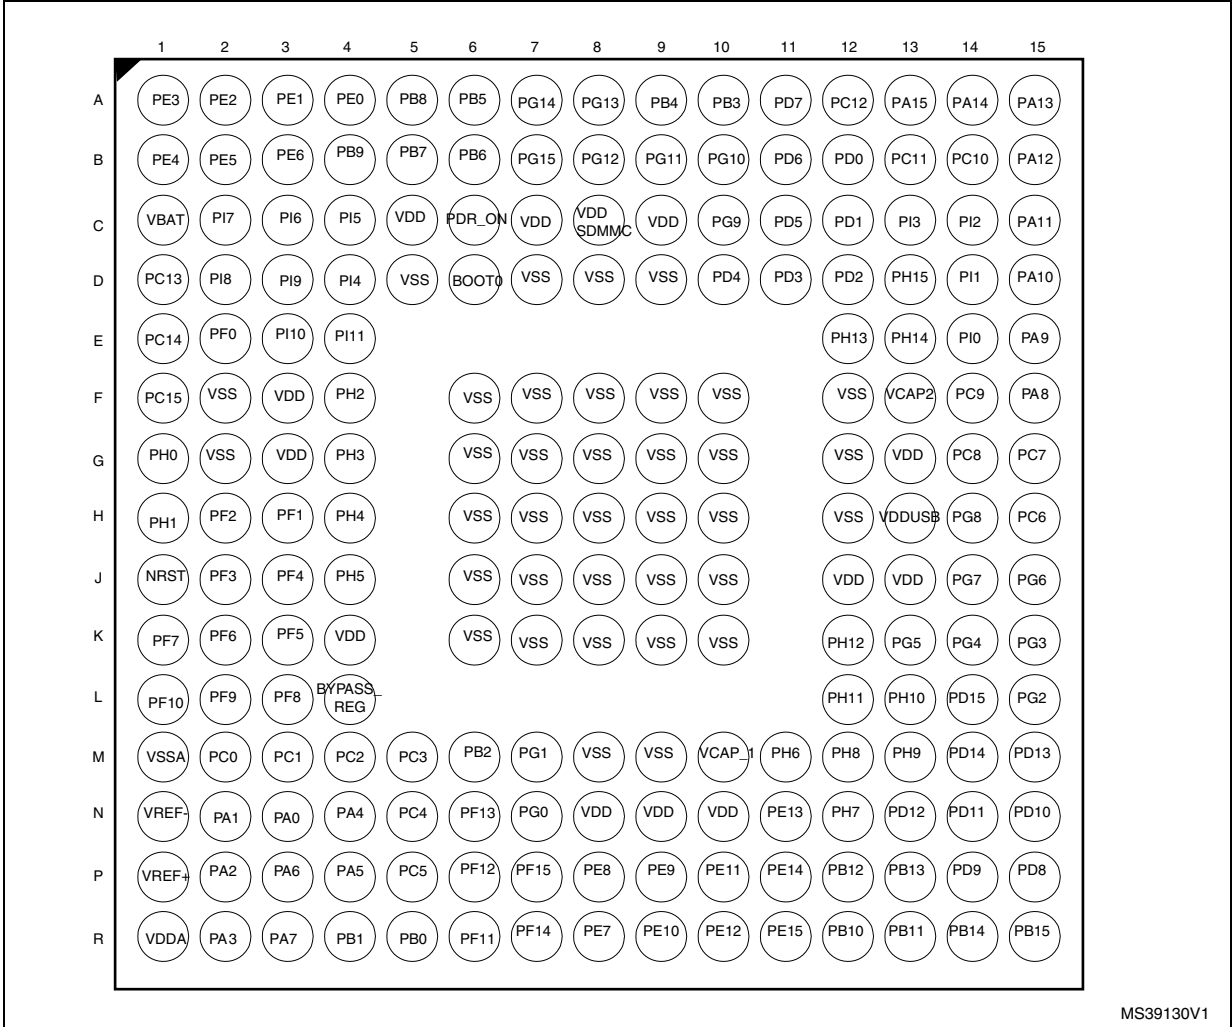 1 2 3 4 5 6 7 8 9 10 11 12 13 14 15
A PE3 PE2 PE1 PE0 PB8 PB5 PG14 PG13 PB4 PB3 PD7 PC12 PA15 PA14 PA13
B PE4 PE5 PE6 PB9 PB7 PB6 PG15 PG12 PG11 PG10 PD6 PD0 PC11 PC10 PA12
C VBAT PI7 PI6 PI5 VDD PDR_ON VDD VDD SDMMC VDD PG9 PD5 PD1 PI3 PI2 PA11
D PC13 PI8 PI9 PI4 VSS BOOT0 VSS VSS VSS PD4 PD3 PD2 PH15 PI1 PA10
E PC14 PF0 PI10 PI11 PH13 PH14 PI0 PA9
F PC15 VSS VDD PH2 VSS VSS VSS VSS VSS VSS VCAP2 PC9 PA8
G PH0 VSS VDD PH3 VSS VSS VSS VSS VSS VSS VDD PC8 PC7
H PH1 PF2 PF1 PH4 VSS VSS VSS VSS VSS VSS VDDUSB PG8 PC6
J NRST PF3 PF4 PH5 VSS VSS VSS VSS VSS VDD VDD PG7 PG6
K PF7 PF6 PF5 VDD VSS VSS VSS VSS VSS PH12 PG5 PG4 PG3
L PF10 PF9 PF8 BYPASS_ REG PH11 PH10 PD15 PG2
M VSSA PC0 PC1 PC2 PC3 PB2 PG1 VSS VSS VCAP_1 PH6 PH8 PH9 PD14 PD13
N VREF- PA1 PA0 PA4 PC4 PF13 PG0 VDD VDD VDD PE13 PH7 PD12 PD11 PD10
P VREF+ PA2 PA6 PA5 PC5 PF12 PF15 PE8 PE9 PE11 PE14 PB12 PB13 PD9 PD8
R VDDA PA3 PA7 PB1 PB0 PF11 PF14 PE7 PE10 PE12 PE15 PB10 PB11 PB14 PB15
MS39130V1